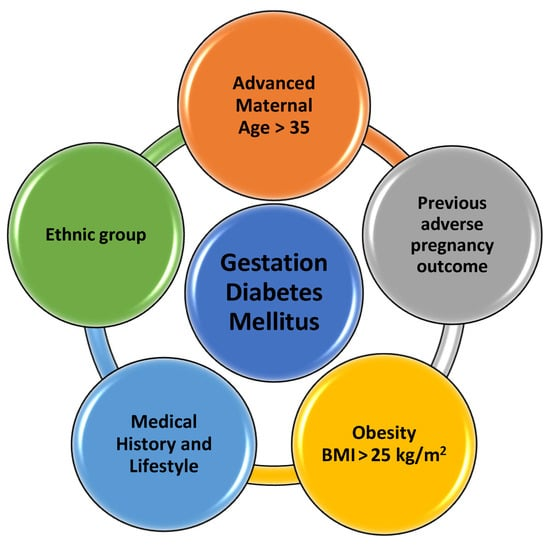 Advanced
Maternal
Age > 35
Previous
adverse
pregnancy
outcome
Obesity
BMI > 25 kg/m²
Medical
History and
Lifestyle
Ethnic group
Gestation
Diabetes
Mellitus